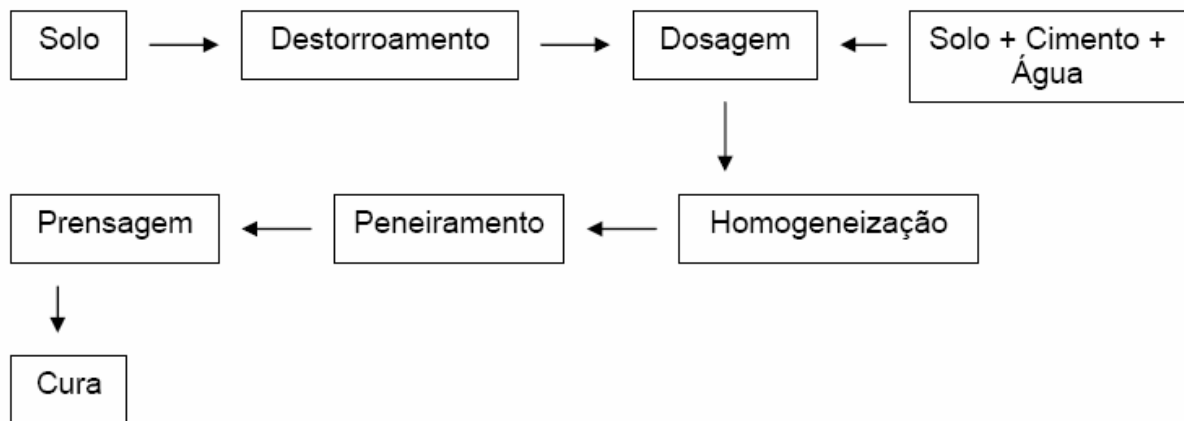 Solo
Destorroamento
Dosagem
Solo + Cimento +
Água
Homogeneização
Peneiramento
Prensagem
Cura